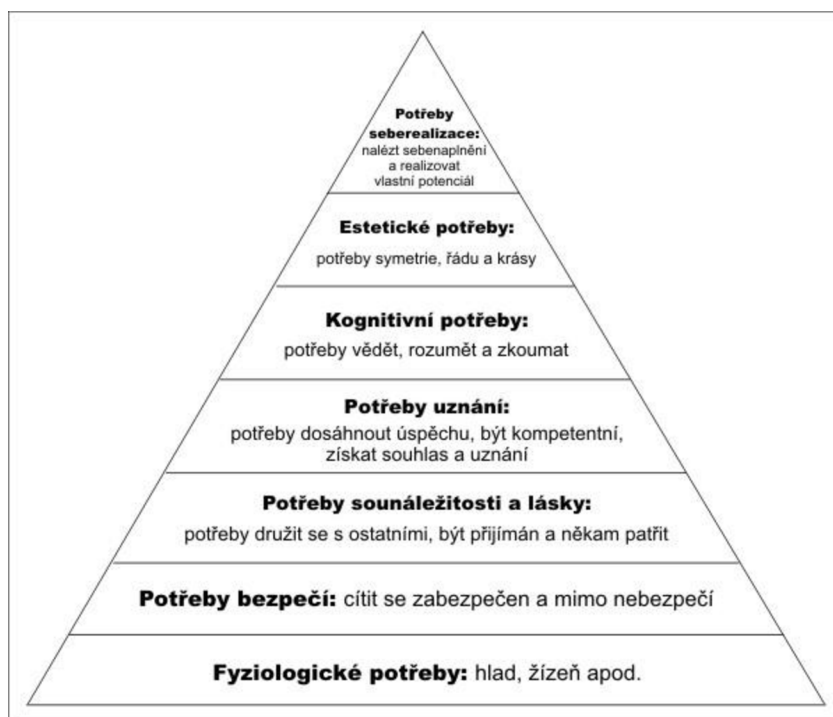 Potřeby
seberealizace:
nalézt sebenaplnění
a realizovat
vlastní potenciál
Estetické potřeby:
potřeby symetrie, řádu a krásy
Kognitivní potřeby:
potřeby vědět, rozumět a zkoumat
Potřeby uznání:
potřeby dosáhnout úspěchu, být kompetentní,
získat souhlas a uznání
Potřeby sounáležitosti a lásky:
potřeby družit se s ostatními, být přijímán a někam patřit
Potřeby bezpečí: cítit se zabezpečen a mimo nebezpečí
Fyziologické potřeby: hlad, žízeň apod.